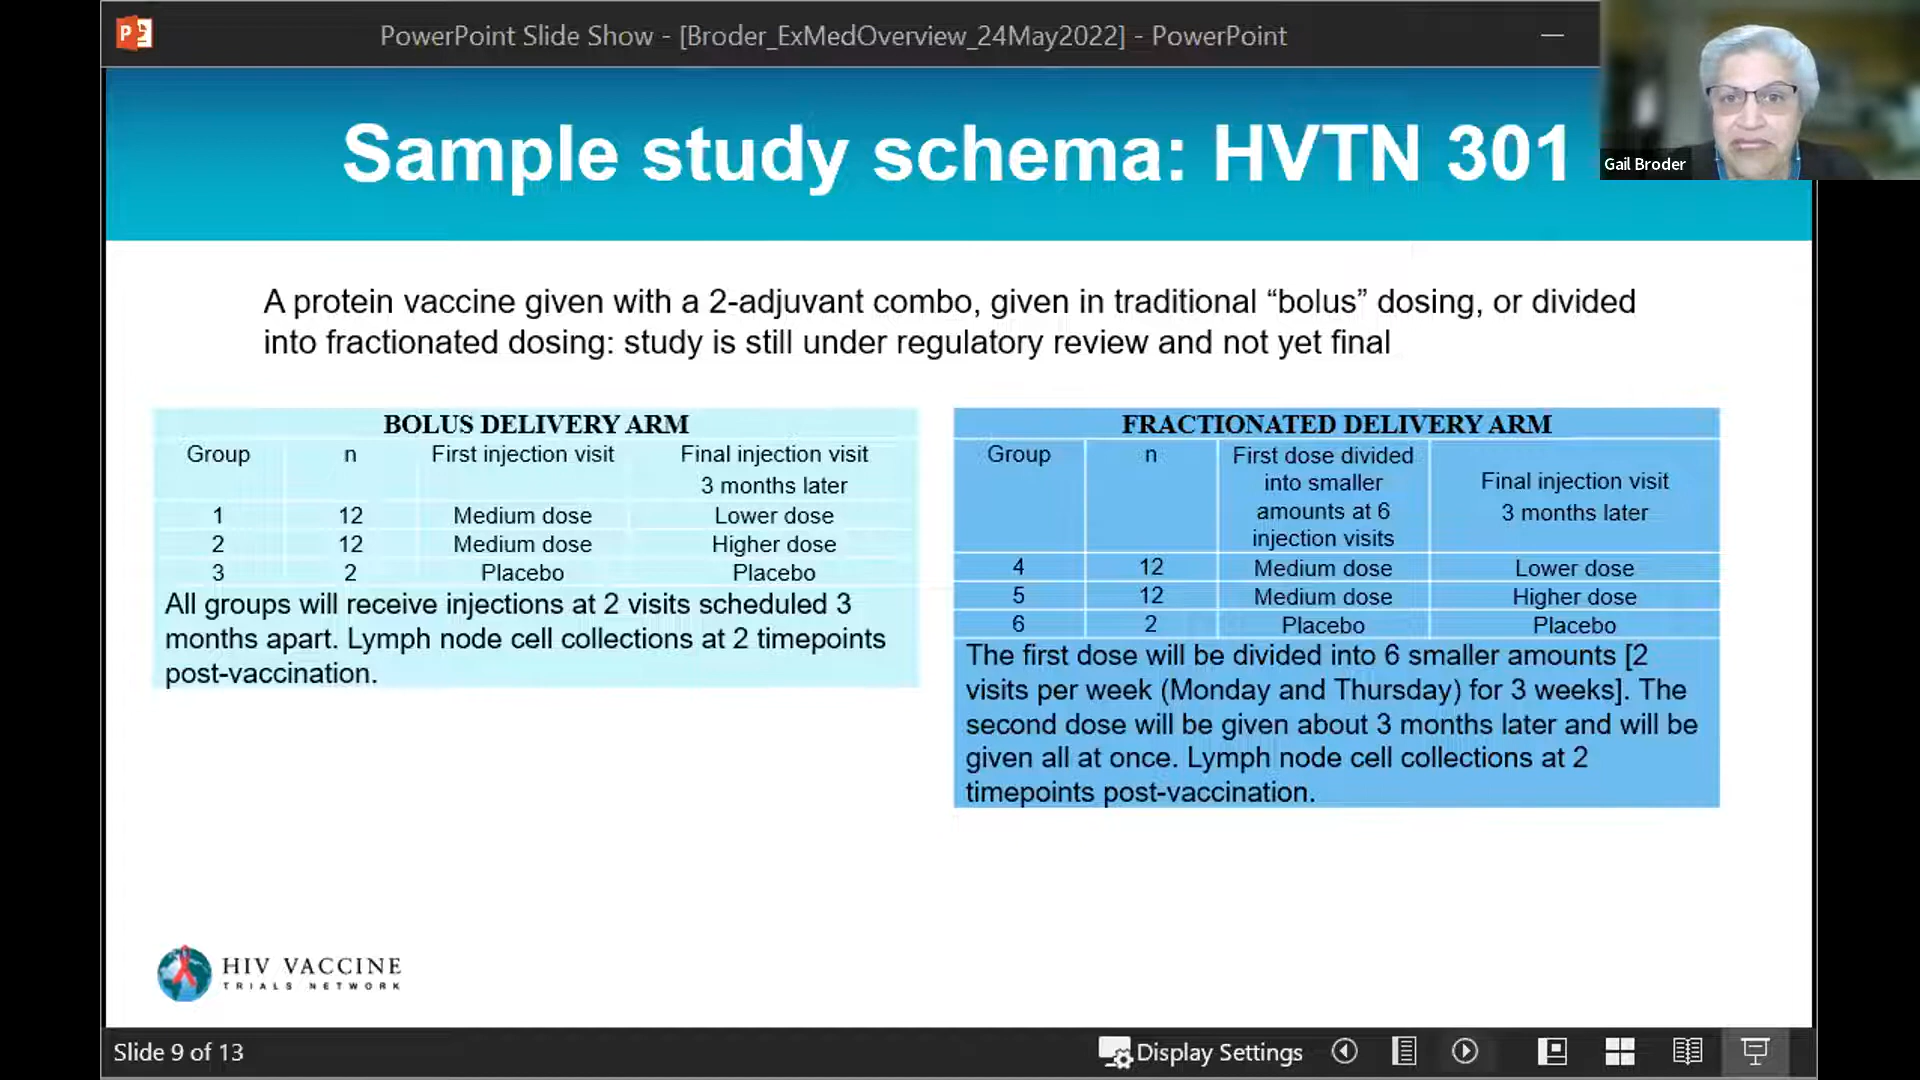 PowerPoint Slide Show - [Broder_ExMedOverview_24May2022] - PowerPoint
Gail Broder
Sample study schema: HVTN 301
A protein vaccine given with a 2-adjuvant combo, given in traditional “bolus” dosing, or divided
into fractionated dosing: study is still under regulatory review and not yet final
BOLUS DELIVERY ARM
Group n First injection visit Final injection visit
3 months later
1 12 Medium dose Lower dose
2 12 Medium dose Higher dose
3 2 Placebo Placebo
All groups will receive injections at 2 visits scheduled 3
months apart. Lymph node cell collections at 2 timepoints
post-vaccination.
FRACTIONATED DELIVERY ARM
Group n First dose divided
into smaller
amounts at 6
injection visits
Final injection visit
3 months later
4 12 Medium dose Lower dose
5 12 Medium dose Higher dose
6 2 Placebo Placebo
The first dose will be divided into 6 smaller amounts [2
visits per week (Monday and Thursday) for 3 weeks]. The
second dose will be given about 3 months later and will be
given all at once. Lymph node cell collections at 2
timepoints post-vaccination.
HIV VACCINE
TRIALS NETWORK
Slide 9 of 13
Display Settings